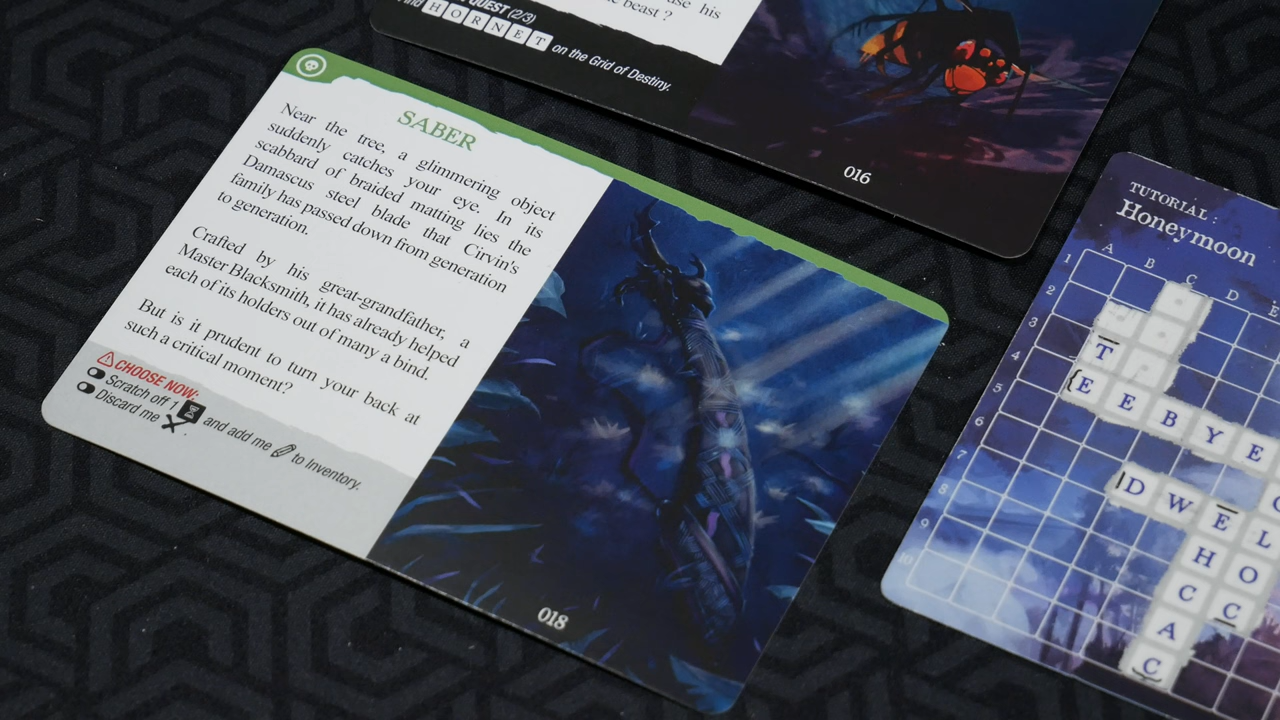 se his
e beast ?
QUEST (2/3)
Find HORNET on the Grid of Destiny.
016
SABER
Near the tree, a glimmering object
suddenly catches your eye. In its
scabbard of braided matting lies the
Damascus steel blade that Cirvin's
family has passed down from generation
to generation.
Crafted by his great-grandfather, a
Master Blacksmith, it has already helped
each of its holders out of many a bind.
But is it prudent to turn your back at
such a critical moment?
CHOOSE NOW:
Scratch off 1 and add me to Inventory.
Discard me
018
TUTORIAL :
Honeymoon
A B C D E
1
2
3
4
5
6
7
8
9
10
T
E E B Y E
D W E L
H O
C C
A
C